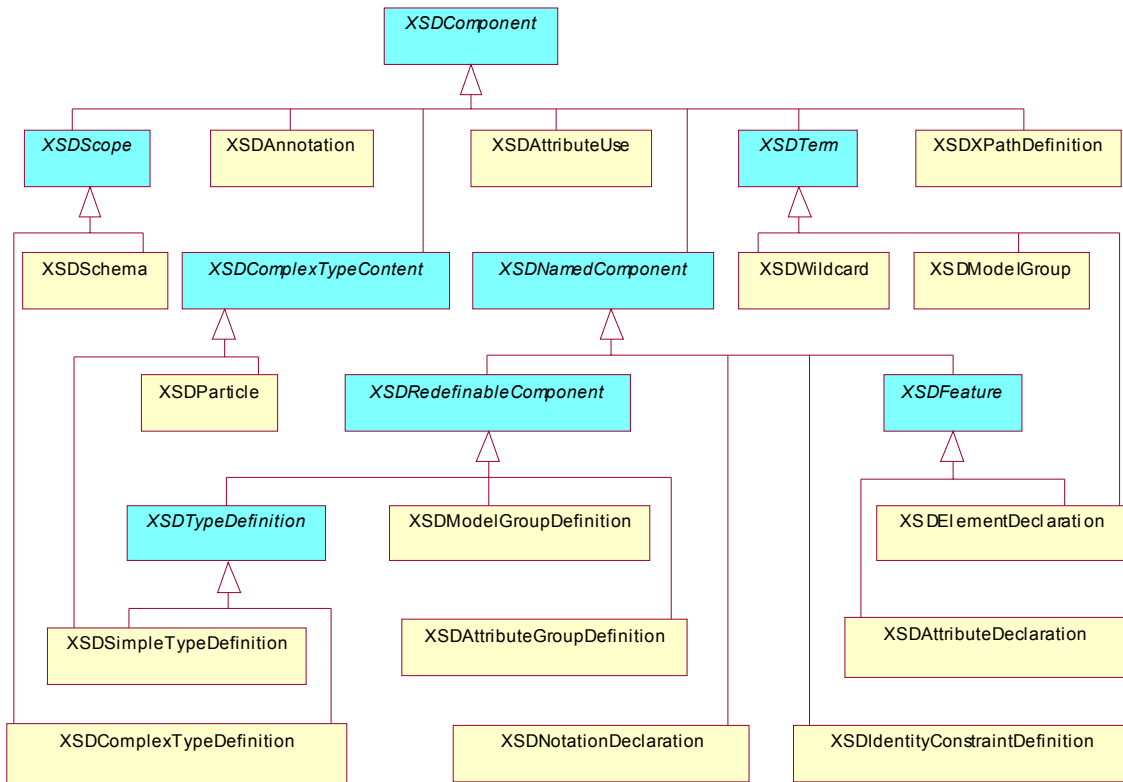 XSDComponent
XSDScope
XSDAnnotation
XSDAttributeUse
XSDTerm
XSDXPathDefinition
XSDSchema
XSDComplexTypeContent
XSDNamedComponent
XSDWildcard
XSDModelGroup
XSDParticle
XSDRedefinableComponent
XSDFeature
XSDTypeDefinition
XSDModelGroupDefinition
XSDElementDeclaration
XSDSimpleTypeDefinition
XSDAttributeGroupDefinition
XSDAttributeDeclaration
XSDComplexTypeDefinition
XSDNotationDeclaration
XSDIdentityConstraintDefinition